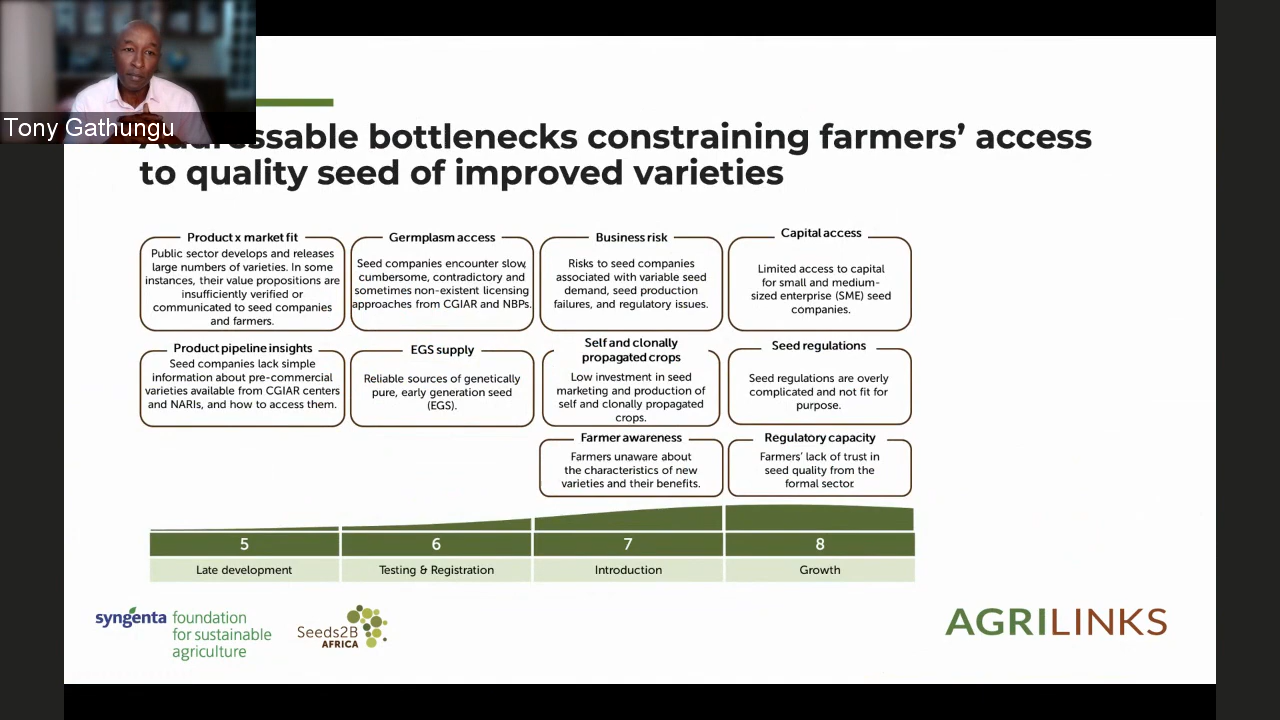 Tony Gathungu
Addressable bottlenecks constraining farmers’ access
to quality seed of improved varieties
Product x market fit
Public sector develops and releases
large numbers of varieties. In some
instances, their value propositions are
insufficiently verified or
communicated to seed companies
and farmers.
Germplasm access
Seed companies encounter slow,
cumbersome, contradictory and
sometimes non-existent licensing
approaches from CGIAR and NBPs.
Business risk
Risks to seed companies
associated with variable seed
demand, seed production
failures, and regulatory issues.
Capital access
Limited access to capital
for small and medium-
sized enterprise (SME) seed
companies.
Product pipeline insights
Seed companies lack simple
information about pre-commercial
varieties available from CGIAR centers
and NARIs, and how to access them.
EGS supply
Reliable sources of genetically
pure, early generation seed
(EGS).
Self and clonally
propagated crops
Low investment in seed
marketing and production of
self and clonally propagated
crops.
Seed regulations
Seed regulations are overly
complicated and not fit for
purpose.
Farmer awareness
Farmers unaware about
the characteristics of new
varieties and their benefits.
Regulatory capacity
Farmers’ lack of trust in
seed quality from the
formal sector.
5
6
7
8
Late development
Testing & Registration
Introduction
Growth
syngenta foundation
for sustainable
agriculture
Seeds2B
AFRICA
AGRILINKS